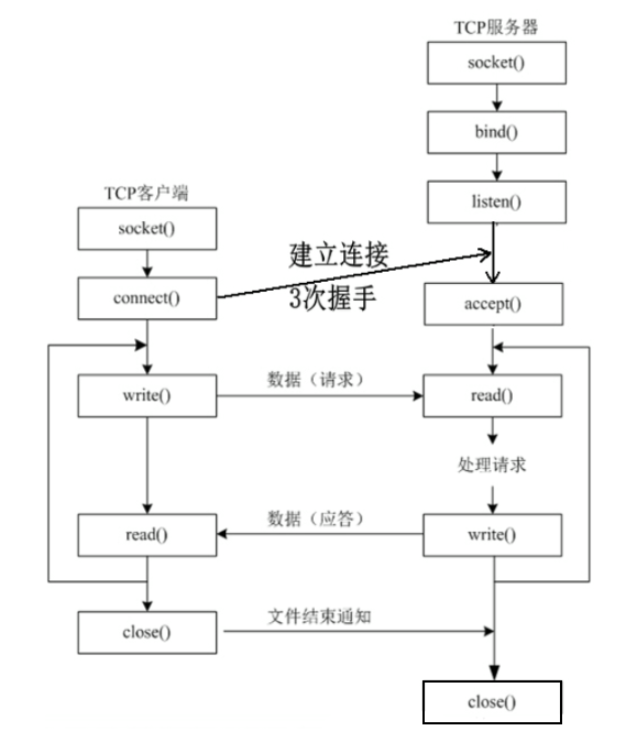 TCP服务器
socket()
bind()
TCP客户端
listen()
socket()
建立连接
connect()
3次握手
accept()
数据（请求）
write()
read()
处理请求
数据（应答）
read()
write()
文件结束通知
close()
close()